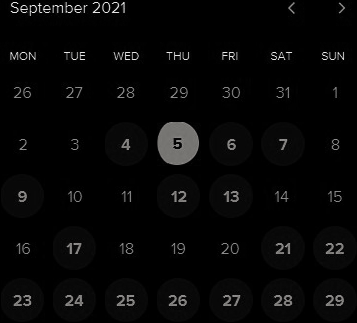 September 2021 < >
MON TUE WED THU FRI SAT SUN
26 27 28 29 30 31 1
2 3 4 5 6 7 8
9 10 11 12 13 14 15
16 17 18 19 20 21 22
23 24 25 26 27 28 29